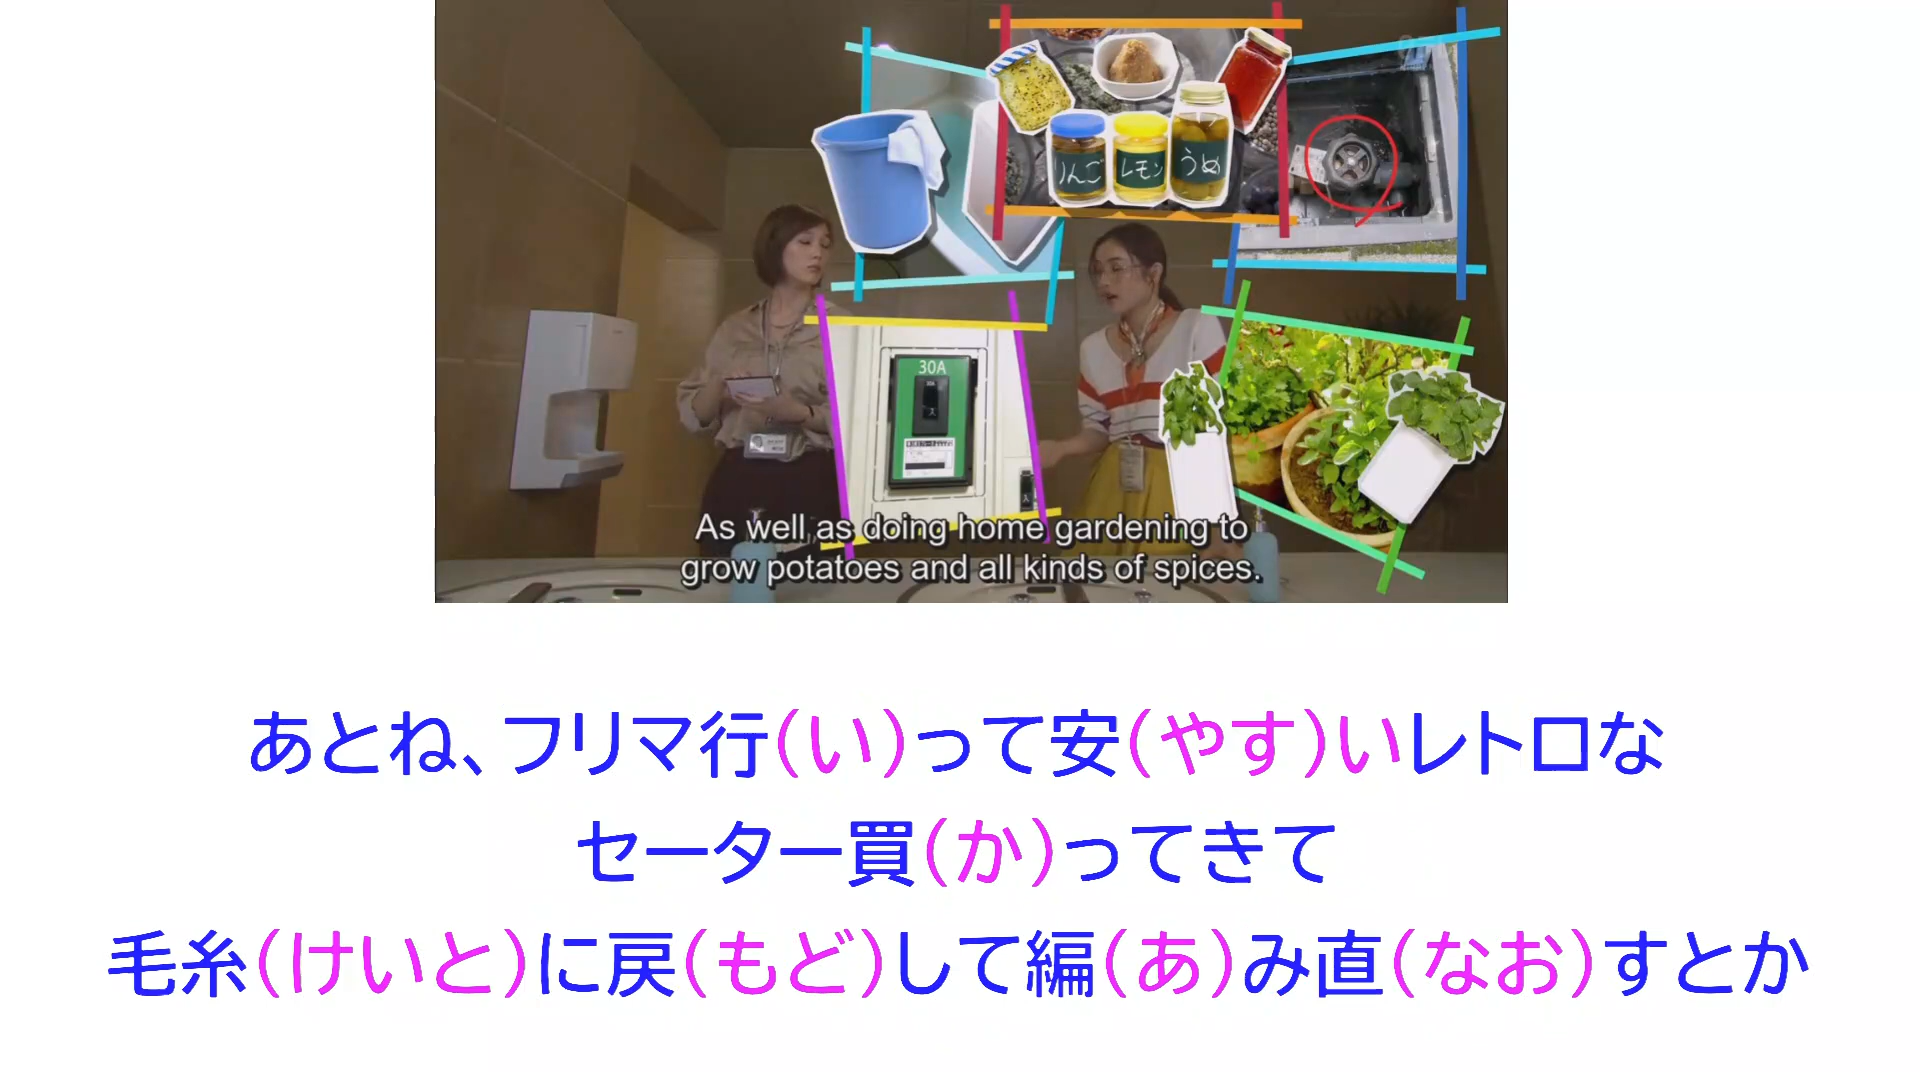 りんご
レモン
うめ
30A
As well as doing home gardening to
grow potatoes and all kinds of spices.
あとね、フリマ行(い)って安(やす)いレトロな
セーター買(か)ってきて
毛糸(けいと)に戻(もど)して編(あ)み直(なお)すとか